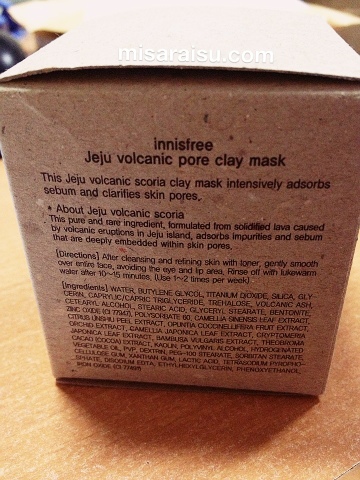 misaraisu.com
innisfree
Jeju volcanic pore clay mask
This Jeju volcanic scoria clay mask intensively adsorbs
sebum and clarifies skin pores.
* About Jeju volcanic scoria
This pure and rare ingredient, formulated from solidified lava caused
by volcanic eruptions in Jeju island, adsorbs impurities and sebum
that are deeply embedded within skin pores.
[Directions] After cleansing and refining skin with toner, gently smooth
over entire face, avoiding the eye and lip area. Rinse off with lukewarm
water after 10~15 minutes. (Use 1~2 times per week)
[Ingredients] WATER, BUTYLENE GLYCOL, TITANIUM DIOXIDE, SILICA, GLY-
CERIN, CAPRYLIC/CAPRIC TRIGLYCERIDE, TREHALOSE, VOLCANIC ASH,
CETEARYL ALCOHOL, STEARIC ACID, GLYCERYL STEARATE, BENTONITE,
ZINC OXIDE (CI 77947), POLYSORBATE 60, CAMELLIA SINENSIS LEAF EXTRACT,
CITRUS UNSHIU PEEL EXTRACT, OPUNTIA COCCINELLIFERA FRUIT EXTRACT,
ORCHID EXTRACT, CAMELLIA JAPONICA LEAF EXTRACT, CRYPTOMERIA
JAPONICA LEAF EXTRACT, BAMBUSA VULGARIS EXTRACT, THEOBROMA
CACAO (COCOA) EXTRACT, KAOLIN, POLYVINYL ALCOHOL, HYDROGENATED
VEGETABLE OIL, PVP, DEXTRIN, PEG-100 STEARATE, SORBITAN STEARATE,
CELLULOSE GUM, XANTHAN GUM, LACTIC ACID, TETRASODIUM PYROPHO-
SPHATE, DISODIUM EDTA, ETHYLHEXYLGLYCERIN, PHENOXYETHANOL,
IRON OXIDE (CI 77491)